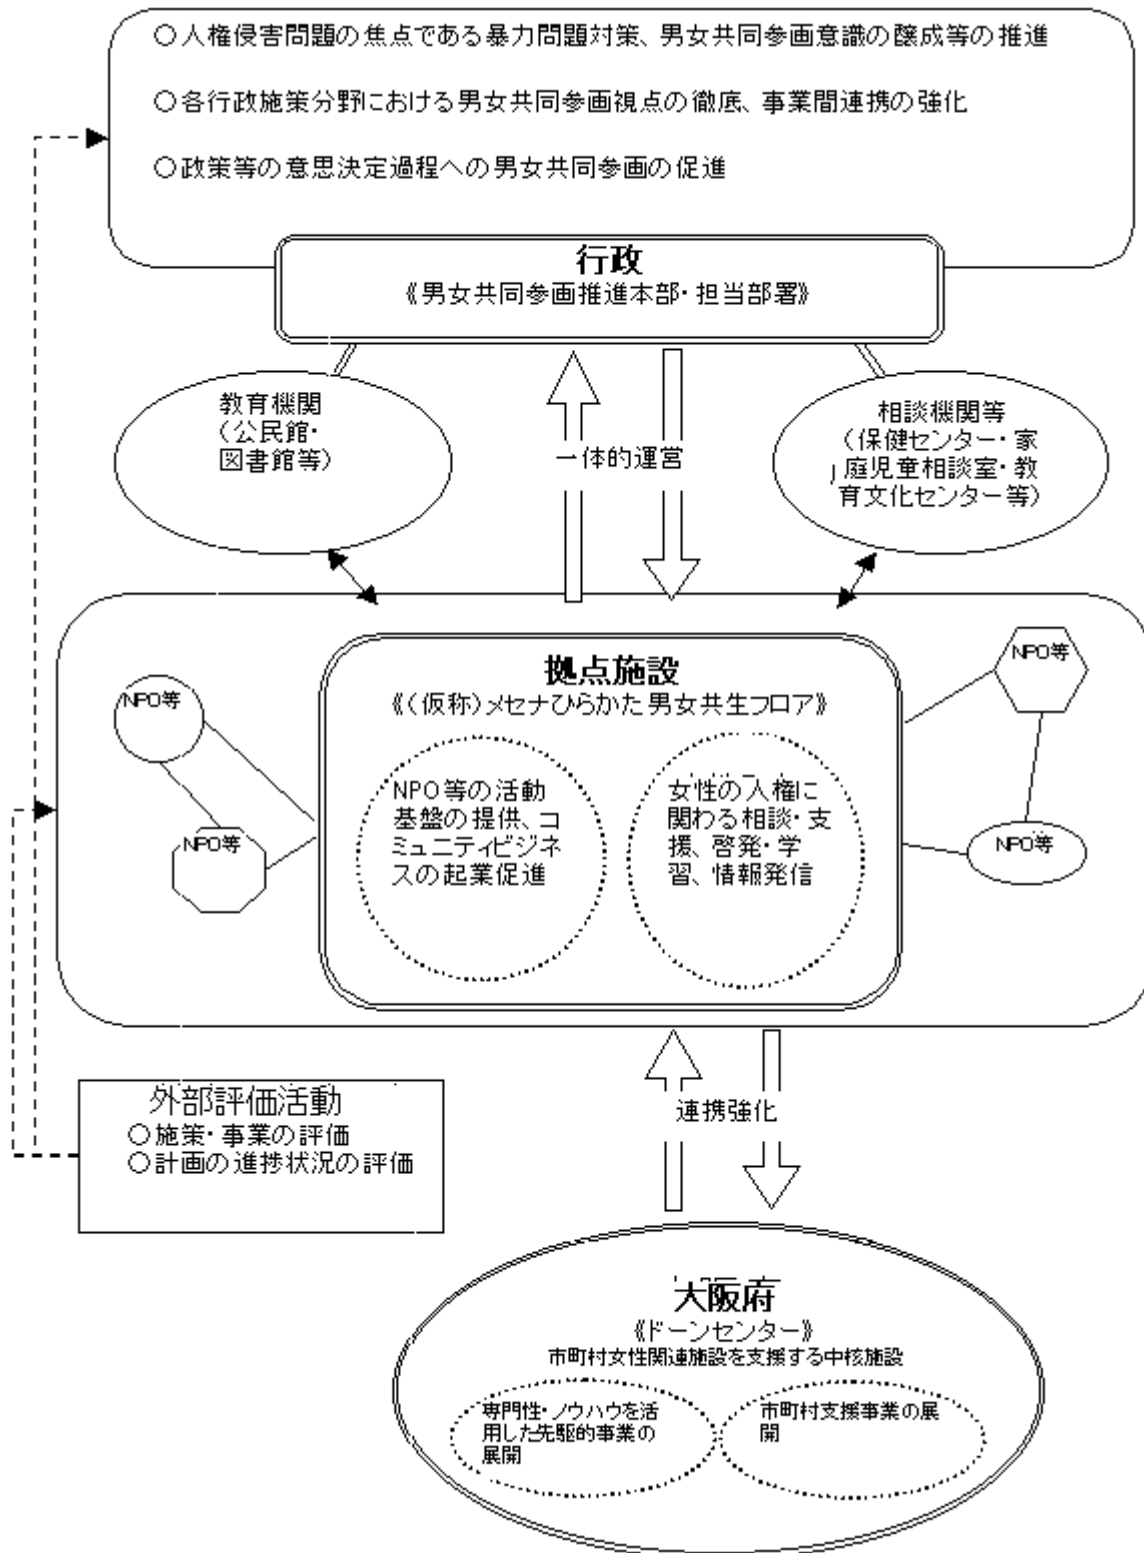 ○人権侵害問題の焦点である暴力問題対策、男女共同参画意識の醸成等の推進
○各行政施策分野における男女共同参画視点の徹底、事業間連携の強化
○政策等の意思決定過程への男女共同参画の促進
行政
《男女共同参画推進本部・担当部署》
教育機関
(公民館・
図書館等)
一体的運営
相談機関等
(保健センター・家
庭児童相談室・教
育文化センター等)
拠点施設
《(仮称)メセナひらかた男女共生フロア》
NPO等
NPO等
NPO等の活動
基盤の提供、コ
ミュニティビジネ
スの起業促進
女性の人権に
関わる相談・支
援、啓発・学
習、情報発信
NPO等
NPO等
外部評価活動
○施策・事業の評価
○計画の進捗状況の評価
連携強化
大阪府
《ドーンセンター》
市町村女性関連施設を支援する中核施設
専門性・ノウハウを活
用した先駆的事業の
展開
市町村支援事業の展
開